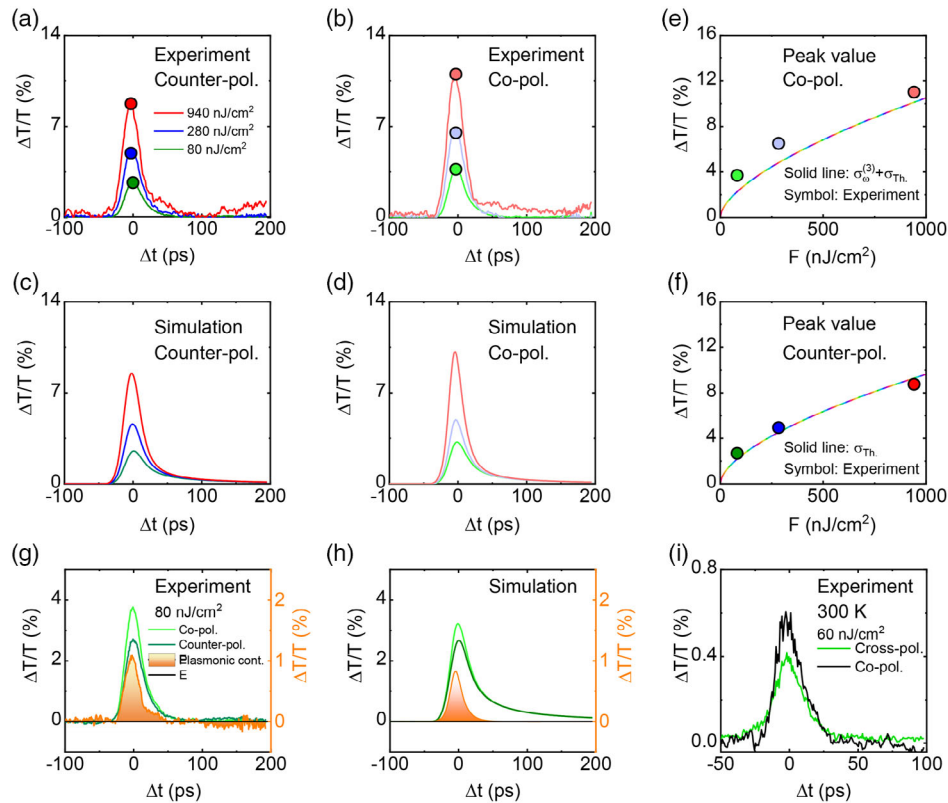 (a)
14
Experiment
Counter-pol.
940 nJ/cm²
280 nJ/cm²
80 nJ/cm²
7
0
ΔT/T (%)
-100 0 100 200
Δt (ps)
(b)
14
Experiment
Co-pol.
7
0
ΔT/T (%)
-100 0 100 200
Δt (ps)
(e)
16
Peak value
Co-pol.
12
8
4
0
ΔT/T (%)
Solid line: σω⁽³⁾+σTh.
Symbol: Experiment
0 500 1000
F (nJ/cm²)
(c)
14
Simulation
Counter-pol.
7
0
ΔT/T (%)
-100 0 100 200
Δt (ps)
(d)
14
Simulation
Co-pol.
7
0
ΔT/T (%)
-100 0 100 200
Δt (ps)
(f)
16
Peak value
Counter-pol.
12
8
4
0
ΔT/T (%)
Solid line: σTh.
Symbol: Experiment
0 500 1000
F (nJ/cm²)
(g)
Experiment
80 nJ/cm²
Co-pol.
Counter-pol.
Plasmonic cont.
E
4
2
0
ΔT/T (%)
2
1
0
ΔT/T (%)
-100 0 100 200
Δt (ps)
(h)
Simulation
4
2
0
ΔT/T (%)
2
1
0
ΔT/T (%)
-100 0 100 200
Δt (ps)
(i)
0.8
Experiment
300 K
60 nJ/cm²
Cross-pol.
Co-pol.
0.4
0.0
ΔT/T (%)
-50 0 50 100
Δt (ps)